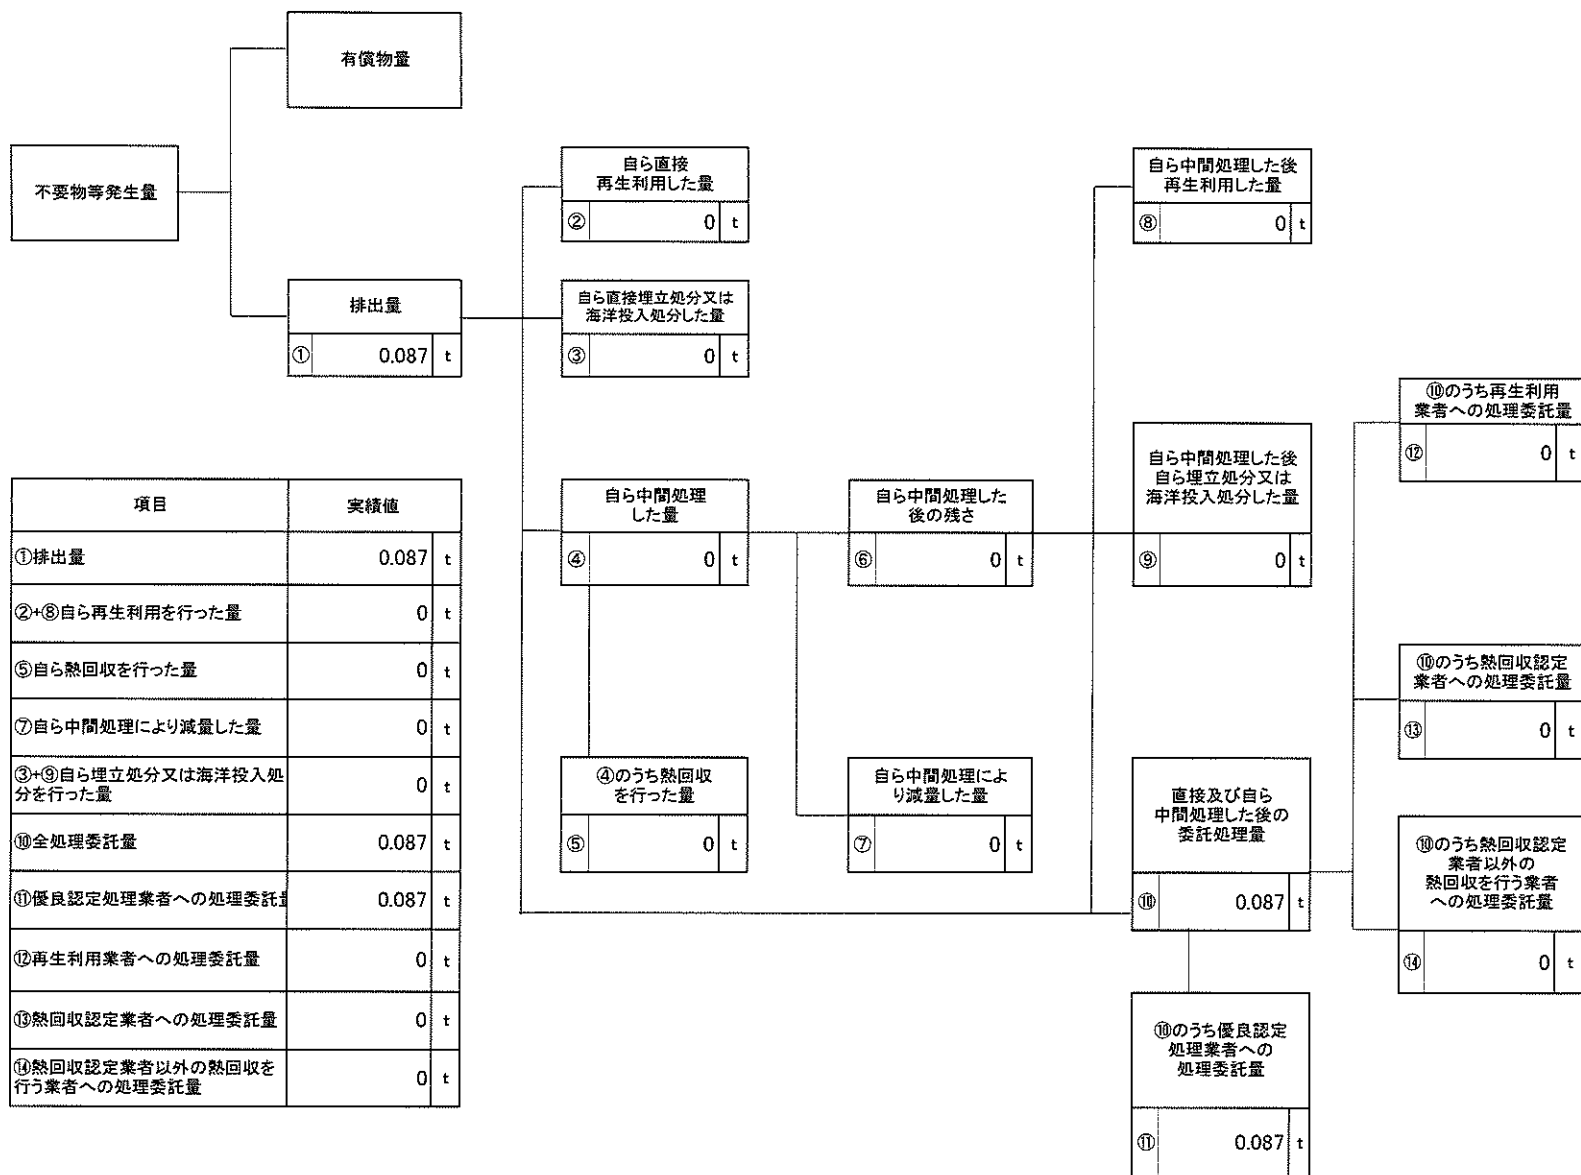 有償物量
不要物等発生量
排出量
① 0.087 t
自ら直接
再生利用した量
② 0 t
自ら直接埋立処分又は
海洋投入処分した量
③ 0 t
自ら中間処理
した量
④ 0 t
④のうち熱回収
を行った量
⑤ 0 t
自ら中間処理した
後の残さ
⑥ 0 t
自ら中間処理によ
り減量した量
⑦ 0 t
自ら中間処理した後
再生利用した量
⑧ 0 t
自ら中間処理した後
自ら埋立処分又は
海洋投入処分した量
⑨ 0 t
直接及び自ら
中間処理した後の
委託処理量
⑩ 0.087 t
⑩のうち優良認定
処理業者への
処理委託量
⑪ 0.087 t
⑩のうち再生利用
業者への処理委託量
⑫ 0 t
⑩のうち熱回収認定
業者への処理委託量
⑬ 0 t
⑩のうち熱回収認定
業者以外の
熱回収を行う業者
への処理委託量
⑭ 0 t
項目 実績値
①排出量 0.087 t
②+⑧自ら再生利用を行った量 0 t
⑤自ら熱回収を行った量 0 t
⑦自ら中間処理により減量した量 0 t
③+⑨自ら埋立処分又は海洋投入処
分を行った量 0 t
⑩全処理委託量 0.087 t
⑪優良認定処理業者への処理委託量 0.087 t
⑫再生利用業者への処理委託量 0 t
⑬熱回収認定業者への処理委託量 0 t
⑭熱回収認定業者以外の熱回収を
行う業者への処理委託量 0 t